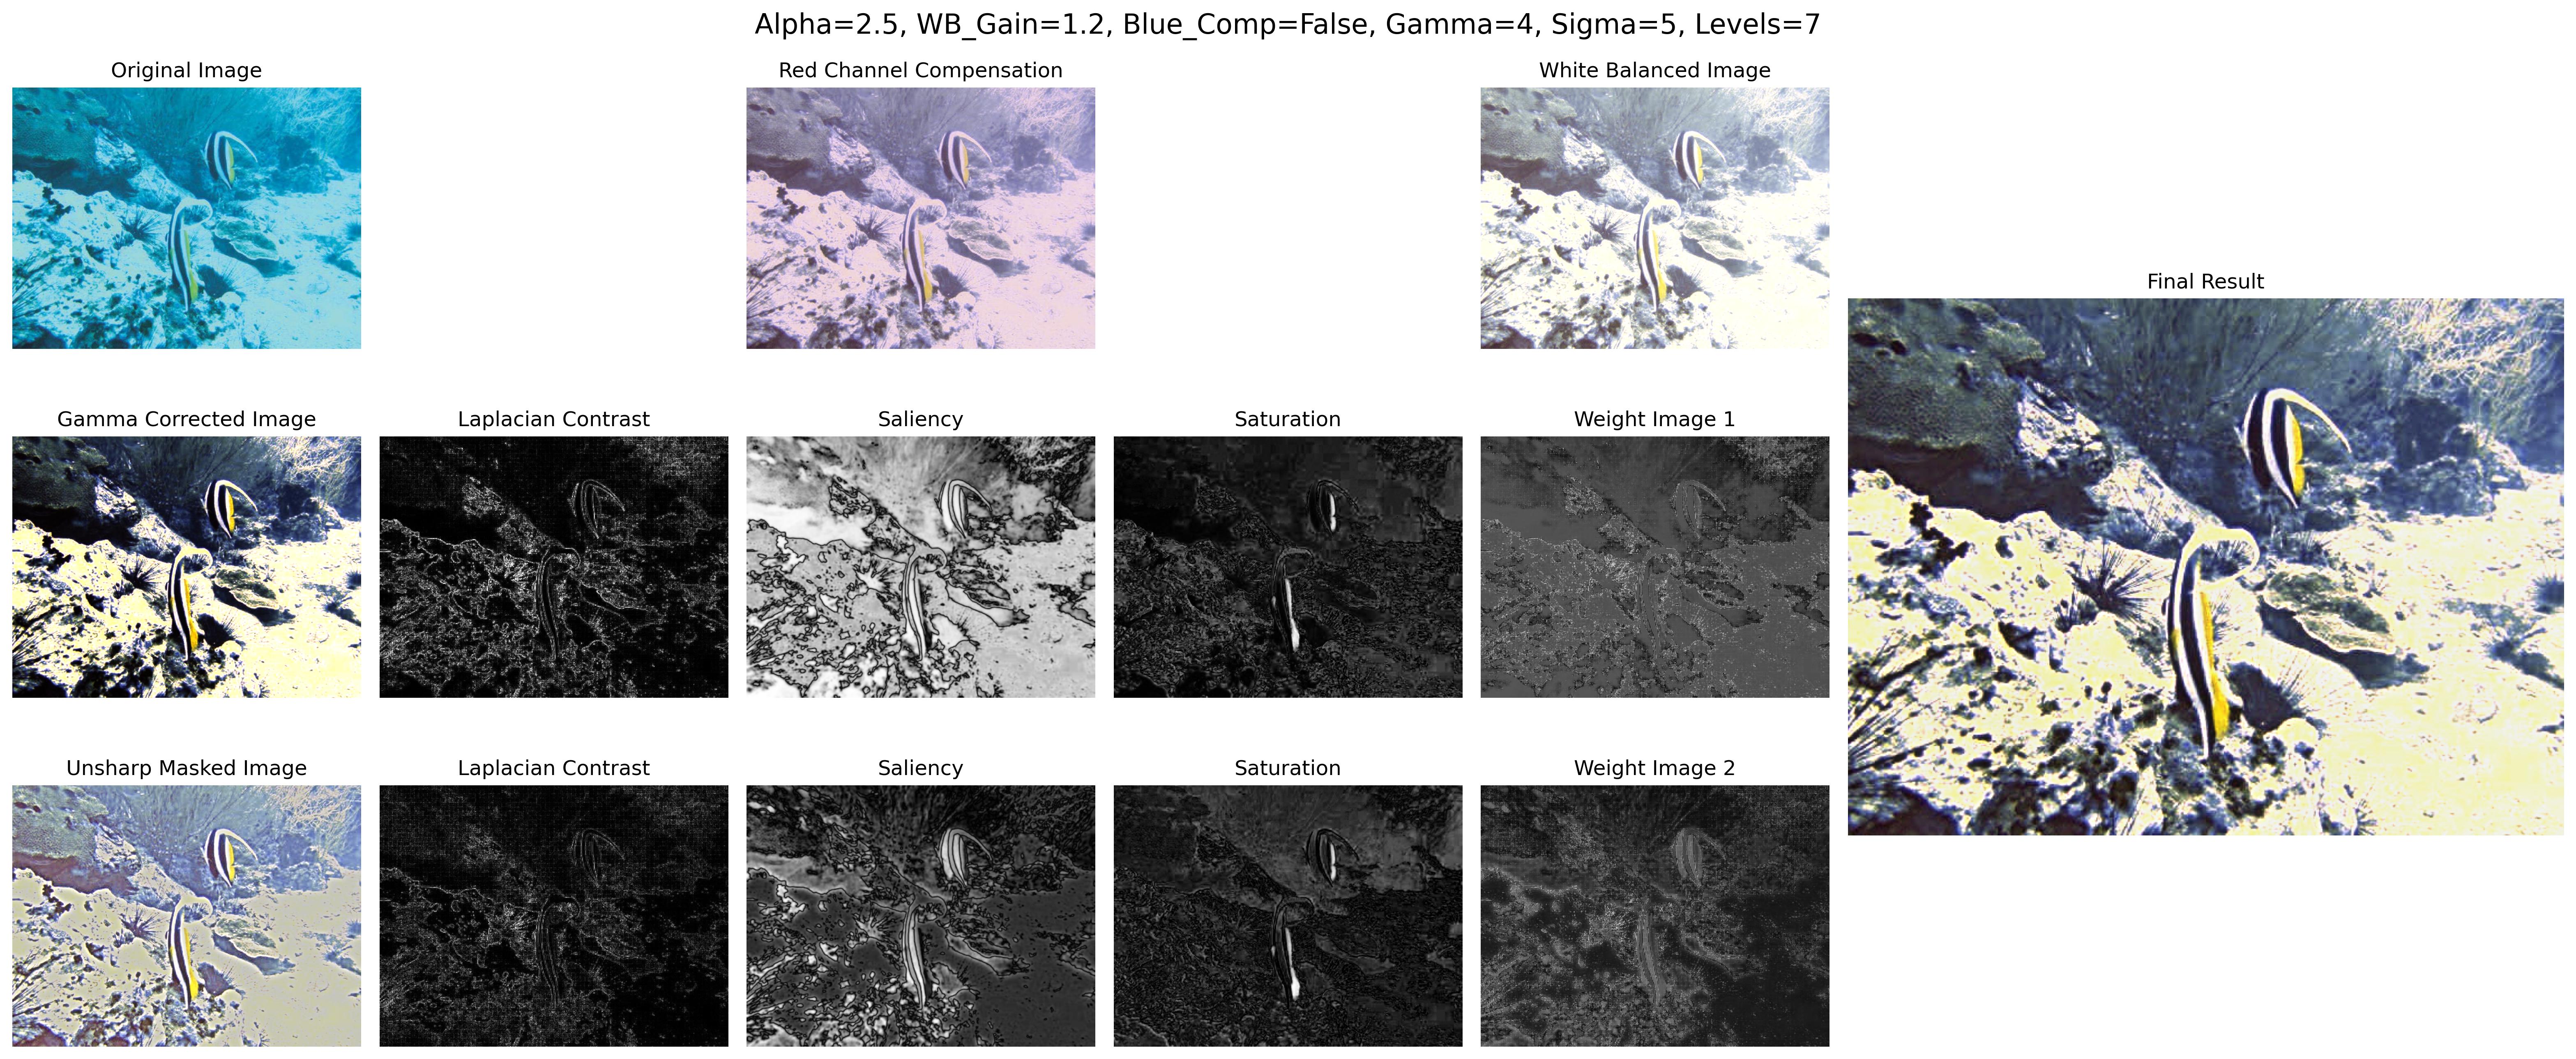 Alpha=2.5, WB_Gain=1.2, Blue_Comp=False, Gamma=4, Sigma=5, Levels=7
Original Image
Red Channel Compensation
White Balanced Image
Final Result
Gamma Corrected Image
Laplacian Contrast
Saliency
Saturation
Weight Image 1
Unsharp Masked Image
Laplacian Contrast
Saliency
Saturation
Weight Image 2